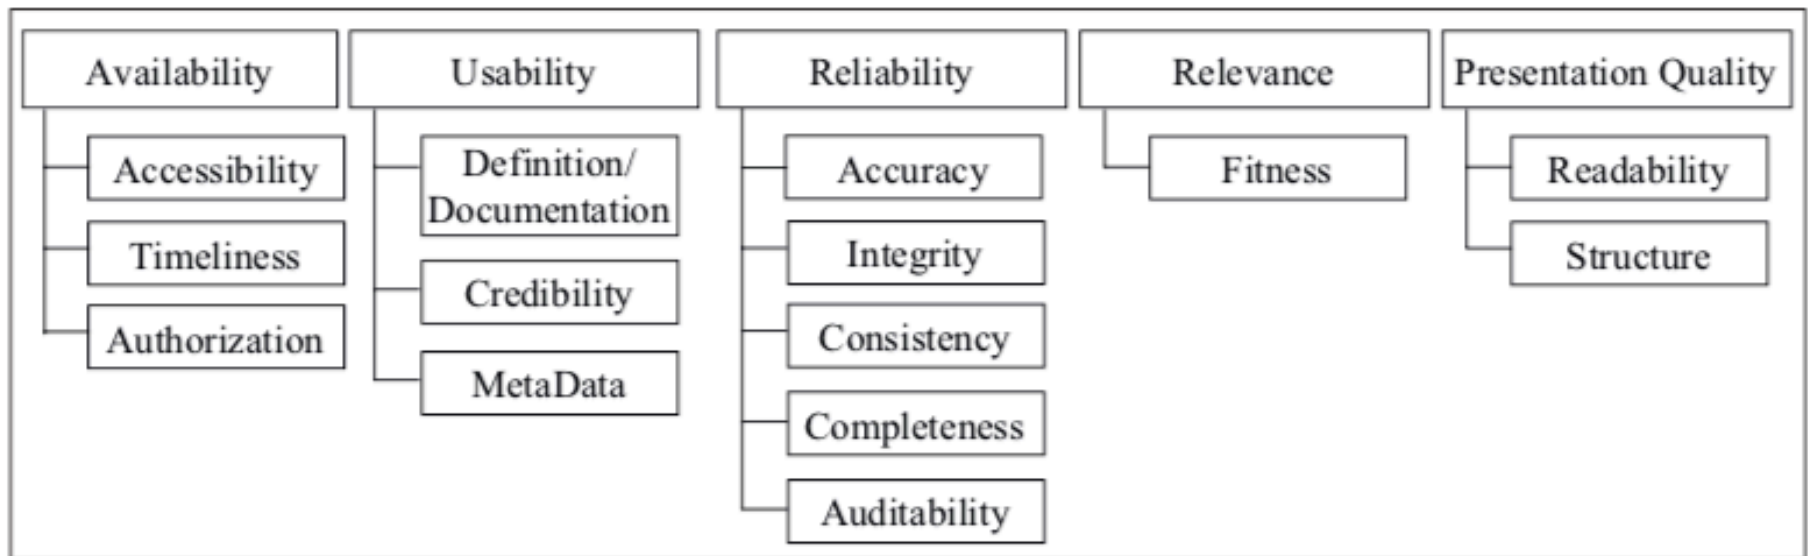 Availability
Accessibility
Timeliness
Authorization
Usability
Definition/
Documentation
Credibility
MetaData
Reliability
Accuracy
Integrity
Consistency
Completeness
Auditability
Relevance
Fitness
Presentation Quality
Readability
Structure